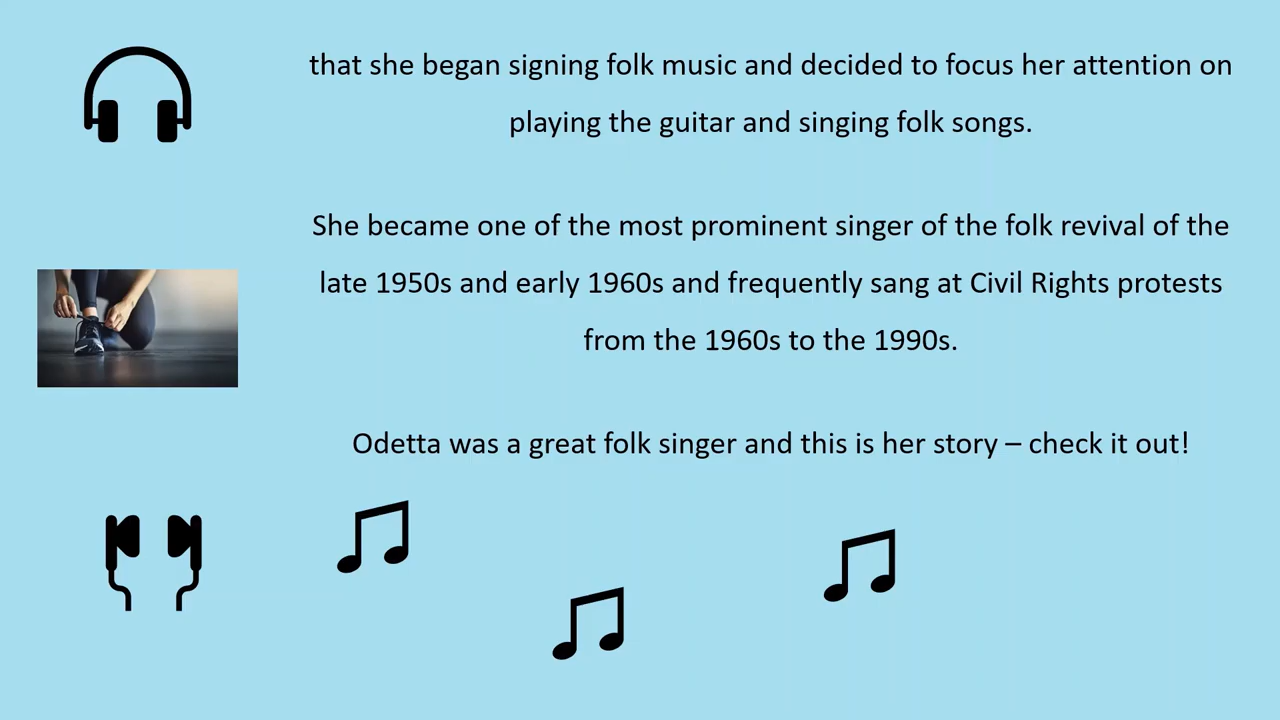 that she began signing folk music and decided to focus her attention on
playing the guitar and singing folk songs.
She became one of the most prominent singer of the folk revival of the
late 1950s and early 1960s and frequently sang at Civil Rights protests
from the 1960s to the 1990s.
Odetta was a great folk singer and this is her story – check it out!